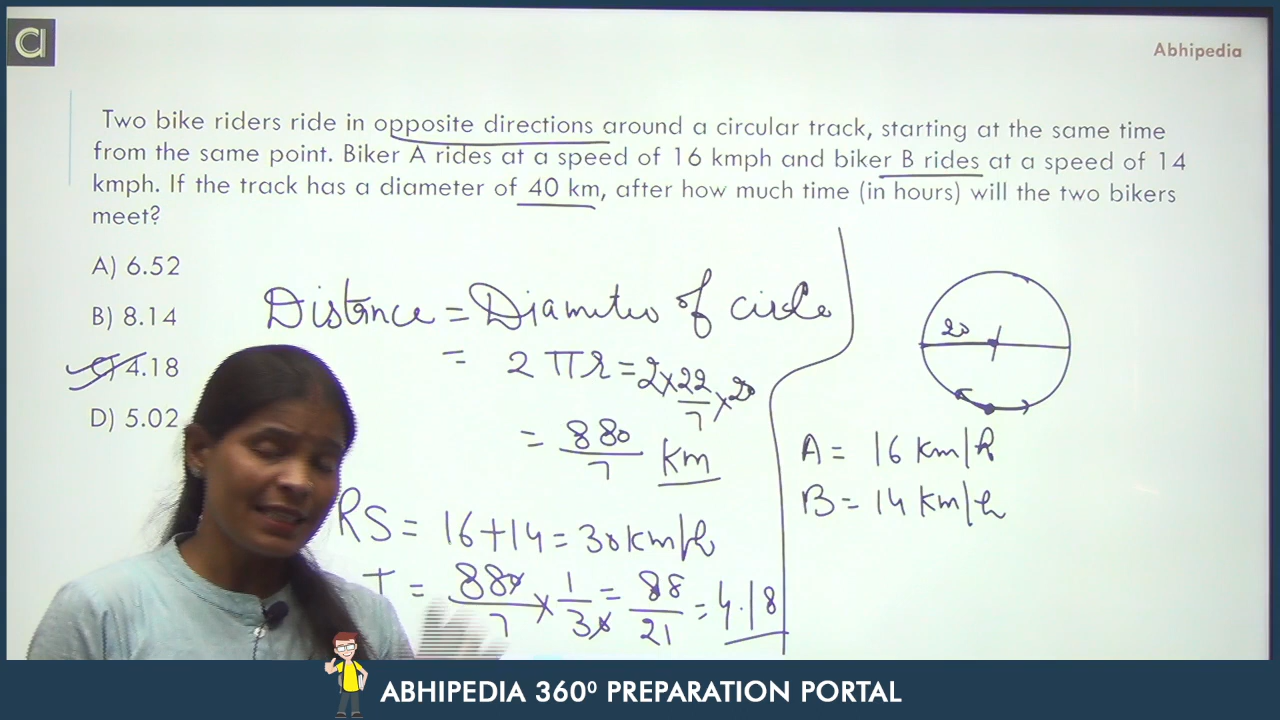 Abhipedia
Two bike riders ride in opposite directions around a circular track, starting at the same time
from the same point. Biker A rides at a speed of 16 kmph and biker B rides at a speed of 14
kmph. If the track has a diameter of 40 km, after how much time (in hours) will the two bikers
meet?
A) 6.52
B) 8.14
C) 4.18
D) 5.02
Distance = Diameter of circle
= 2πr = 2 × 22/7 × 20
= 880/7 km
RS = 16 + 14 = 30 km/h
T = 880/7 × 1/30 = 88/21 = 4.18
20
A = 16 km/h
B = 14 km/h
ABHIPEDIA 360⁰ PREPARATION PORTAL